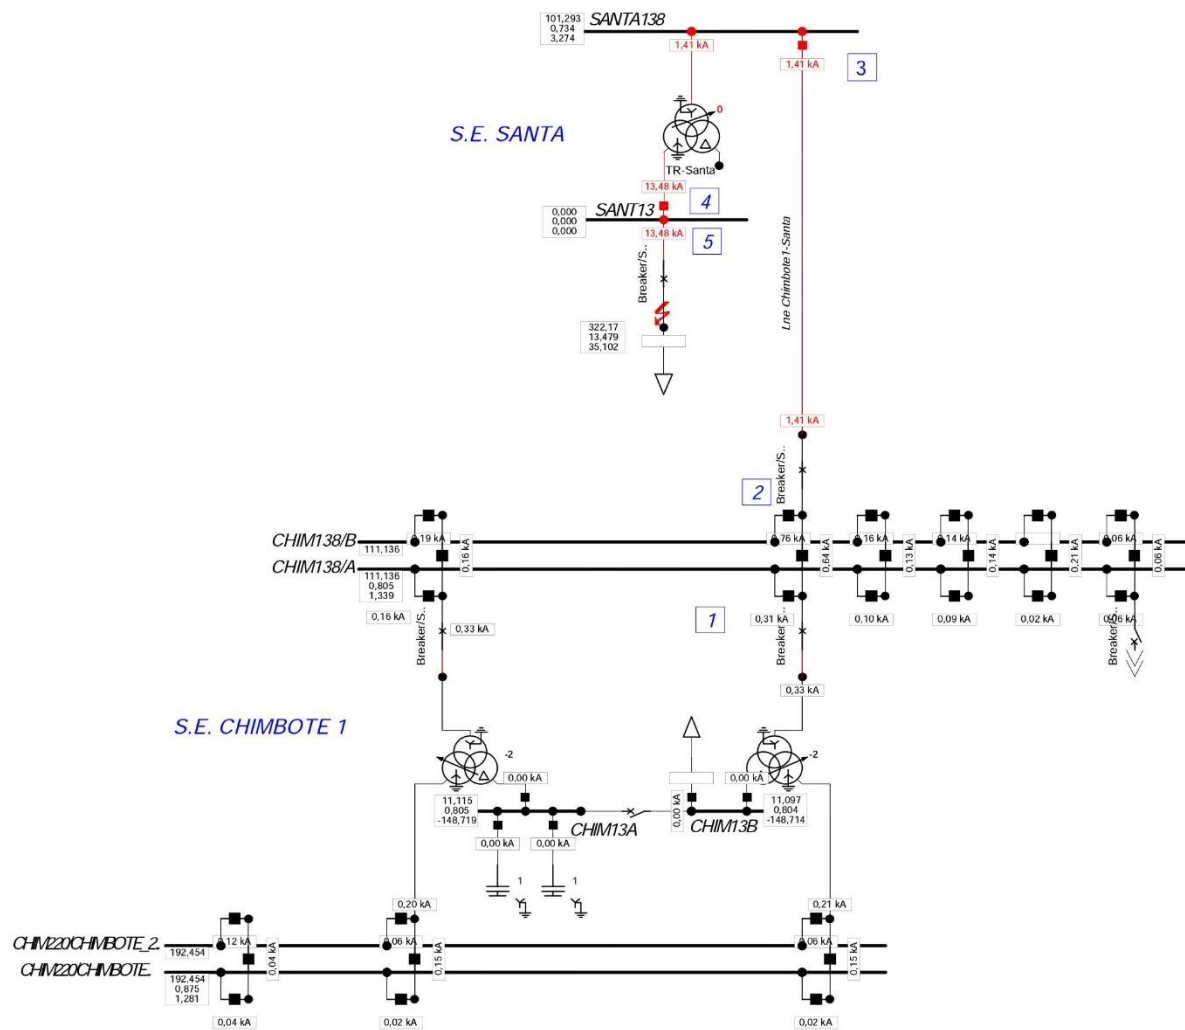 101,293
0,734
3,274
SANTA138
1,41 kA
1,41 kA
3
S.E. SANTA
0
TR-Santa
13,48 kA
4
0,000
0,000
0,000
SANT13
13,48 kA
5
Breaker/S..
Lne Chimbote1-Santa
322,17
13,479
35,102
1,41 kA
Breaker/S..
2
CHIM138/B
111,136
0,19 kA
0,16 kA
0,76 kA
0,64 kA
0,16 kA
0,13 kA
0,14 kA
0,14 kA
0,21 kA
0,06 kA
0,06 kA
CHIM138/A
111,136
0,805
1,339
0,16 kA
Breaker/S..
0,33 kA
1
0,31 kA
Breaker/S..
0,10 kA
0,09 kA
0,02 kA
0,06 kA
Breaker/S..
0,33 kA
S.E. CHIMBOTE 1
-2
-2
0,00 kA
0,00 kA
11,115
0,805
-148,719
0,00 kA
11,097
0,804
-148,714
CHIM13A
CHIM13B
0,00 kA
0,00 kA
1
1
0,20 kA
0,21 kA
CHIM220/CHIMBOTE_2..
192,454
0,12 kA
0,04 kA
0,06 kA
0,15 kA
0,06 kA
0,15 kA
CHIM220/CHIMBOTE..
192,454
0,875
1,281
0,04 kA
0,02 kA
0,02 kA